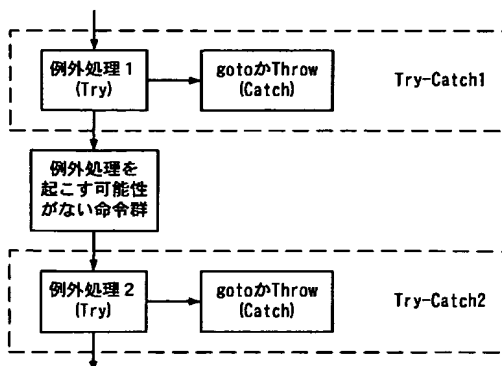 例外処理1
(Try)
gotoかThrow
(Catch)
Try-Catch1
例外処理を
起こす可能性
がない命令群
例外処理2
(Try)
gotoかThrow
(Catch)
Try-Catch2